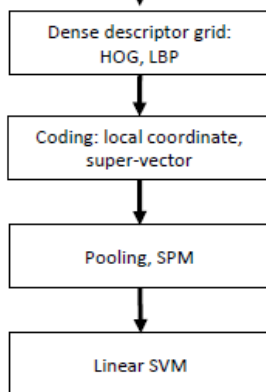 Dense descriptor grid:
HOG, LBP
Coding: local coordinate,
super-vector
Pooling, SPM
Linear SVM